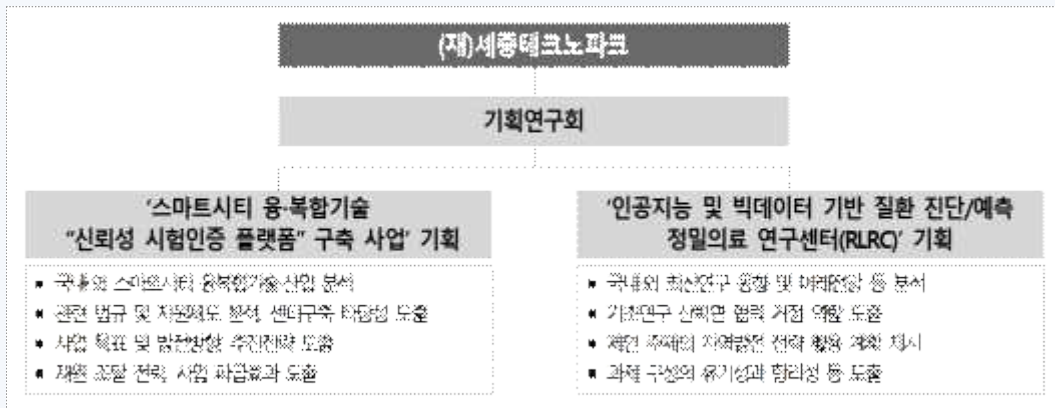 (재)세종테크노파크
기획연구회
'스마트시티 융·복합기술
"신뢰성 시험인증 플랫폼" 구축 사업' 기획
▪ 국내외 스마트시티 융복합기술·산업 분석
▪ 관련 법규 및 지원제도 분석, 센터구축 타당성 도출
▪ 사업 목표 및 발전방향 추진전략 도출
▪ 재원 조달 전략, 사업 파급효과 도출
'인공지능 및 빅데이터 기반 질환 진단/예측
정밀의료 연구센터(RLRC)' 기획
▪ 국내외 최신연구 동향 및 미래전망 등 분석
▪ 기초연구 산학연 협력 거점 역할 도출
▪ 제안 주제의 지역발전 전략 활용 계획 제시
▪ 과제 구성의 유기성과 합리성 등 도출